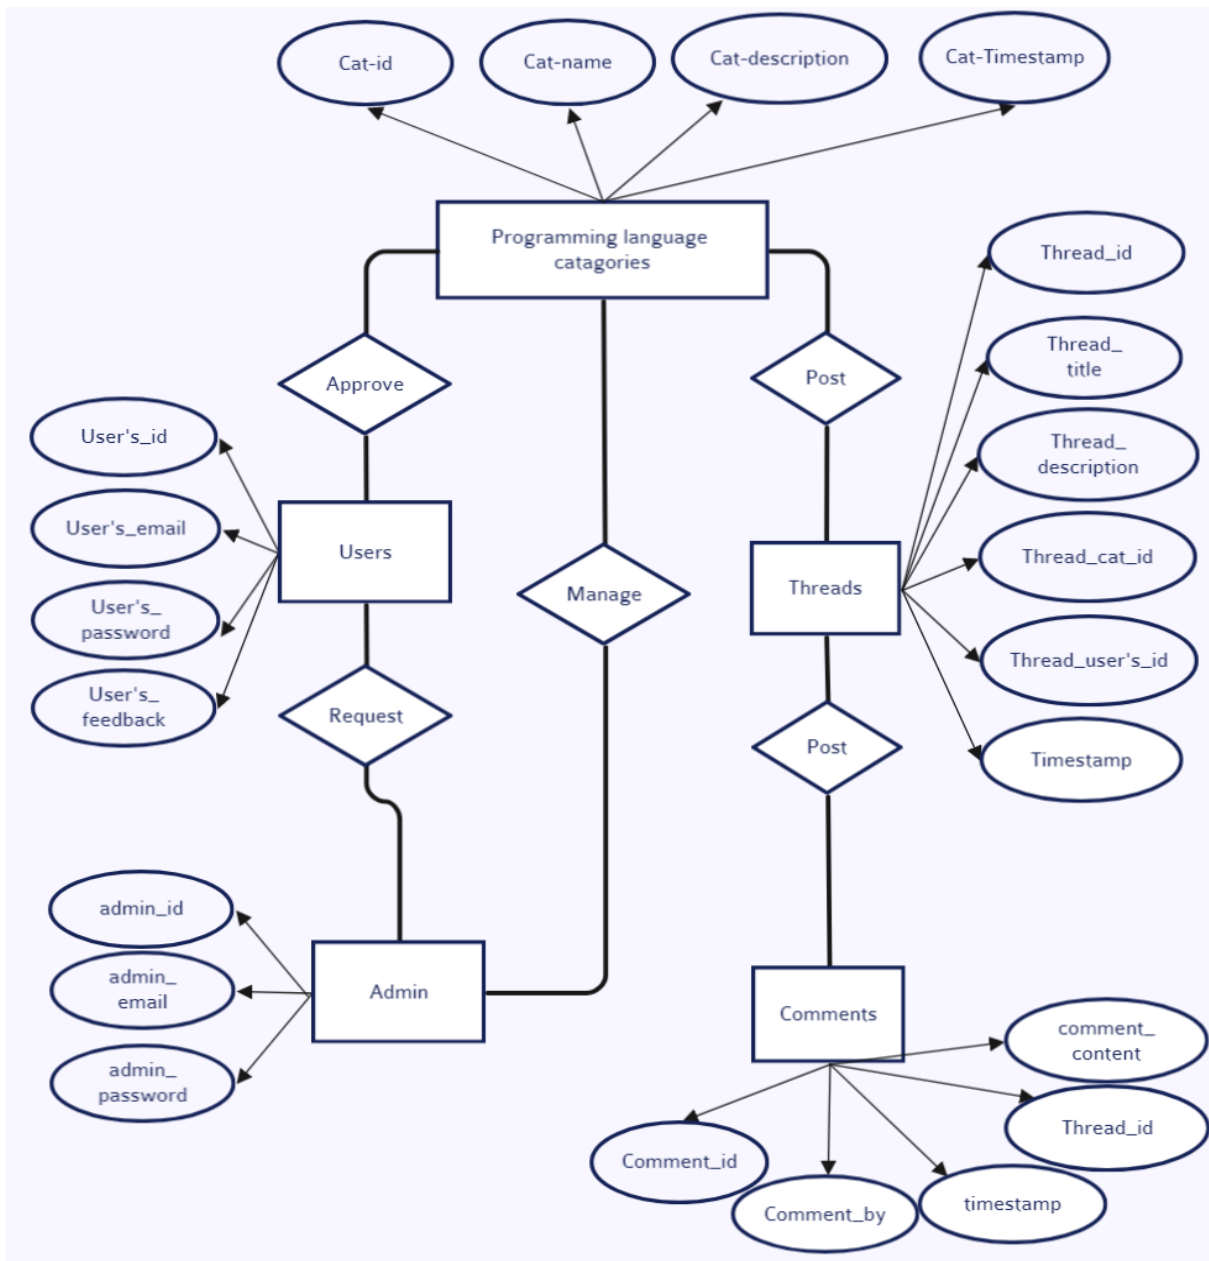 Cat-id
Cat-name
Cat-description
Cat-Timestamp
Programming language
catagories
Thread_id
Thread_
title
Thread_
description
Thread_cat_id
Thread_user's_id
Timestamp
Approve
Post
User's_id
User's_email
User's_
password
User's_
feedback
Users
Manage
Threads
Request
Post
admin_id
admin_
email
admin_
password
Admin
Comments
comment_
content
Thread_id
Comment_id
Comment_by
timestamp